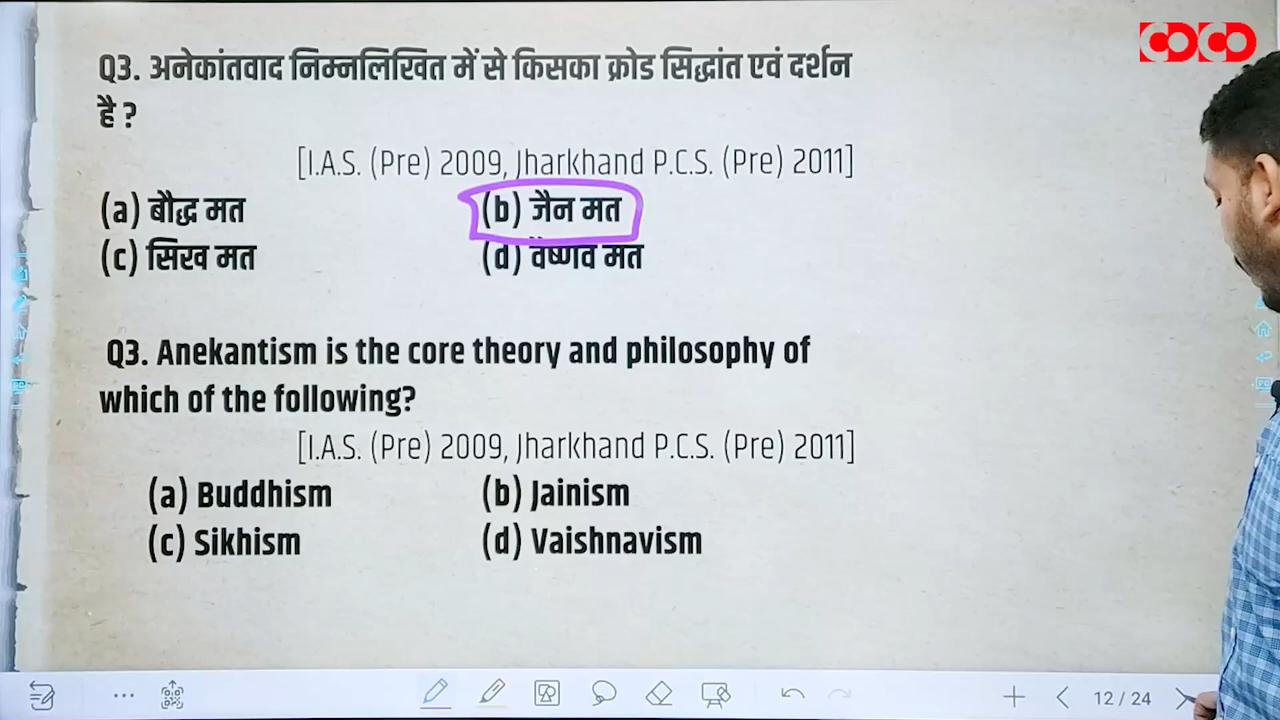 COCO
Q3. अनेकांतवाद निम्नलिखित में से किसका क्रोड सिद्धांत एवं दर्शन
है ?
[I.A.S. (Pre) 2009, Jharkhand P.C.S. (Pre) 2011]
(a) बौद्ध मत (b) जैन मत
(c) सिख मत (d) वैष्णव मत
Q3. Anekantism is the core theory and philosophy of
which of the following?
[I.A.S. (Pre) 2009, Jharkhand P.C.S. (Pre) 2011]
(a) Buddhism (b) Jainism
(c) Sikhism (d) Vaishnavism
12 / 24